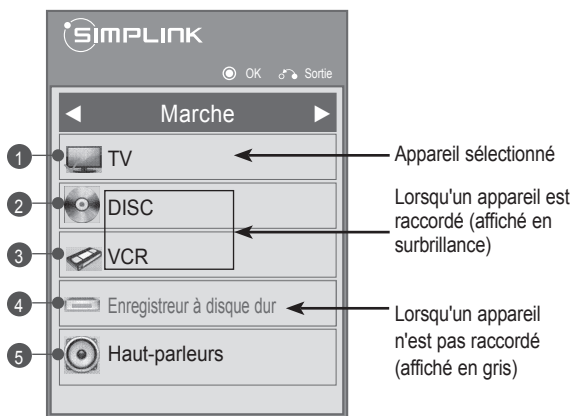 SIMPLINK
OK Sortie
Marche
1 TV
2 DISC
3 VCR
4 Enregistreur à disque dur
5 Haut-parleurs
Appareil sélectionné
Lorsqu'un appareil est
raccordé (affiché en
surbrillance)
Lorsqu'un appareil
n'est pas raccordé
(affiché en gris)